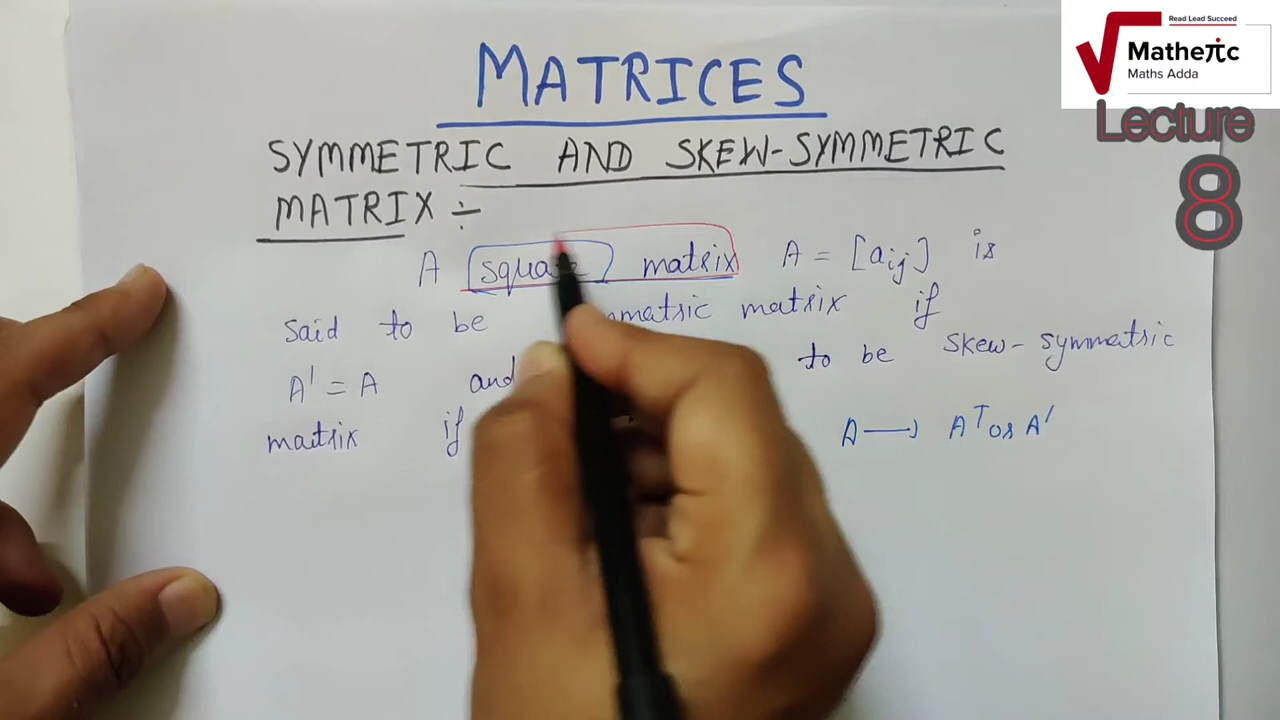 Read Lead Succeed
Matheπc
Maths Adda
Lecture
8
MATRICES
SYMMETRIC AND SKEW-SYMMETRIC
MATRIX ÷
A square matrix A = [aij] is
said to be matrix if
A' = A and to be skew-symmetric
matrix if
A → Aᵀ or A'